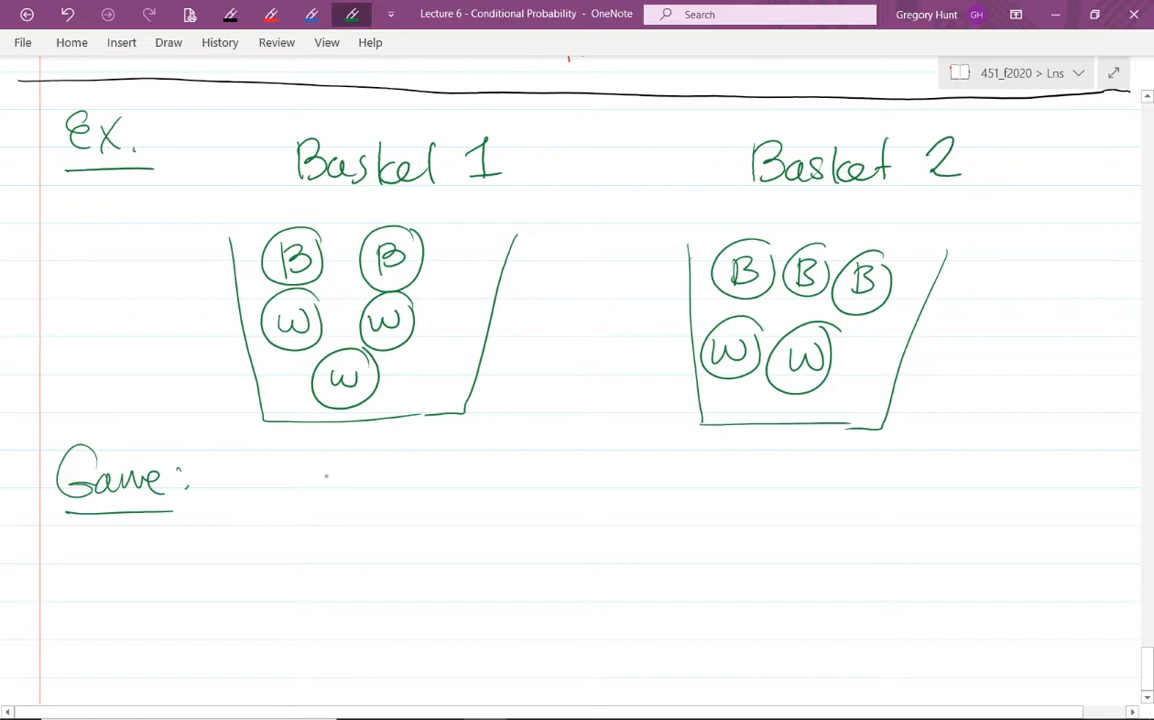 Lecture 6 - Conditional Probability - OneNote
Search
Gregory Hunt
GH
File Home Insert Draw History Review View Help
451_f2020 > Lns
Ex.
Basket 1 Basket 2
B B B B B
W W W W
W
Game: